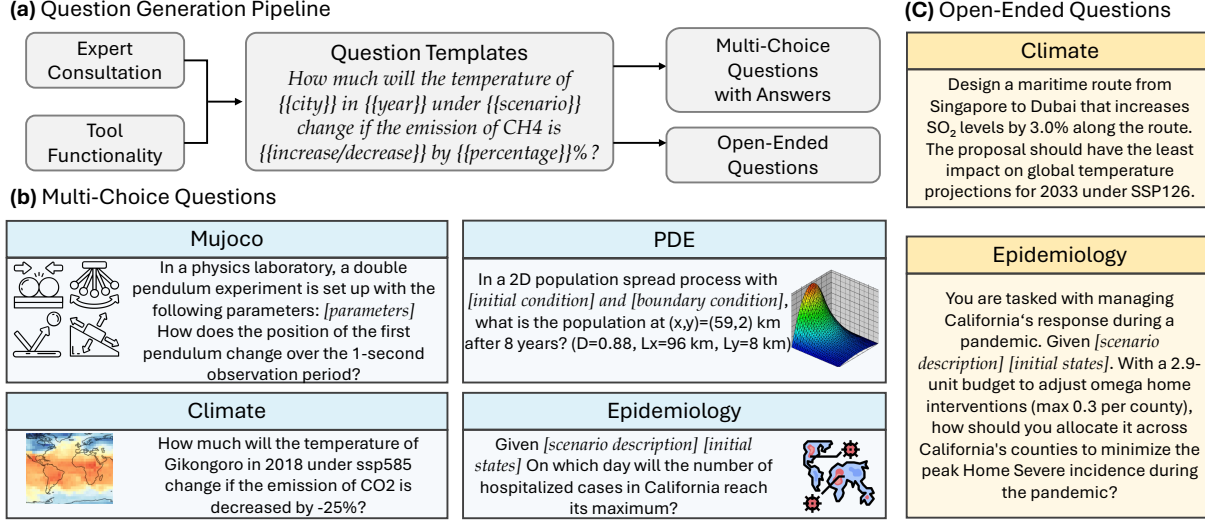 (a) Question Generation Pipeline
Expert
Consultation
Tool
Functionality
Question Templates
How much will the temperature of
{{city}} in {{year}} under {{scenario}}
change if the emission of CH4 is
{{increase/decrease}} by {{percentage}}%?
Multi-Choice
Questions
with Answers
Open-Ended
Questions
(b) Multi-Choice Questions
Mujoco
In a physics laboratory, a double
pendulum experiment is set up with the
following parameters: [parameters]
How does the position of the first
pendulum change over the 1-second
observation period?
PDE
In a 2D population spread process with
[initial condition] and [boundary condition],
what is the population at (x,y)=(59,2) km
after 8 years? (D=0.88, Lx=96 km, Ly=8 km)
Climate
How much will the temperature of
Gikongoro in 2018 under ssp585
change if the emission of CO2 is
decreased by -25%?
Epidemiology
Given [scenario description] [initial
states] On which day will the number of
hospitalized cases in California reach
its maximum?
(C) Open-Ended Questions
Climate
Design a maritime route from
Singapore to Dubai that increases
SO₂ levels by 3.0% along the route.
The proposal should have the least
impact on global temperature
projections for 2033 under SSP126.
Epidemiology
You are tasked with managing
California‘s response during a
pandemic. Given [scenario
description] [initial states]. With a 2.9-
unit budget to adjust omega home
interventions (max 0.3 per county),
how should you allocate it across
California's counties to minimize the
peak Home Severe incidence during
the pandemic?